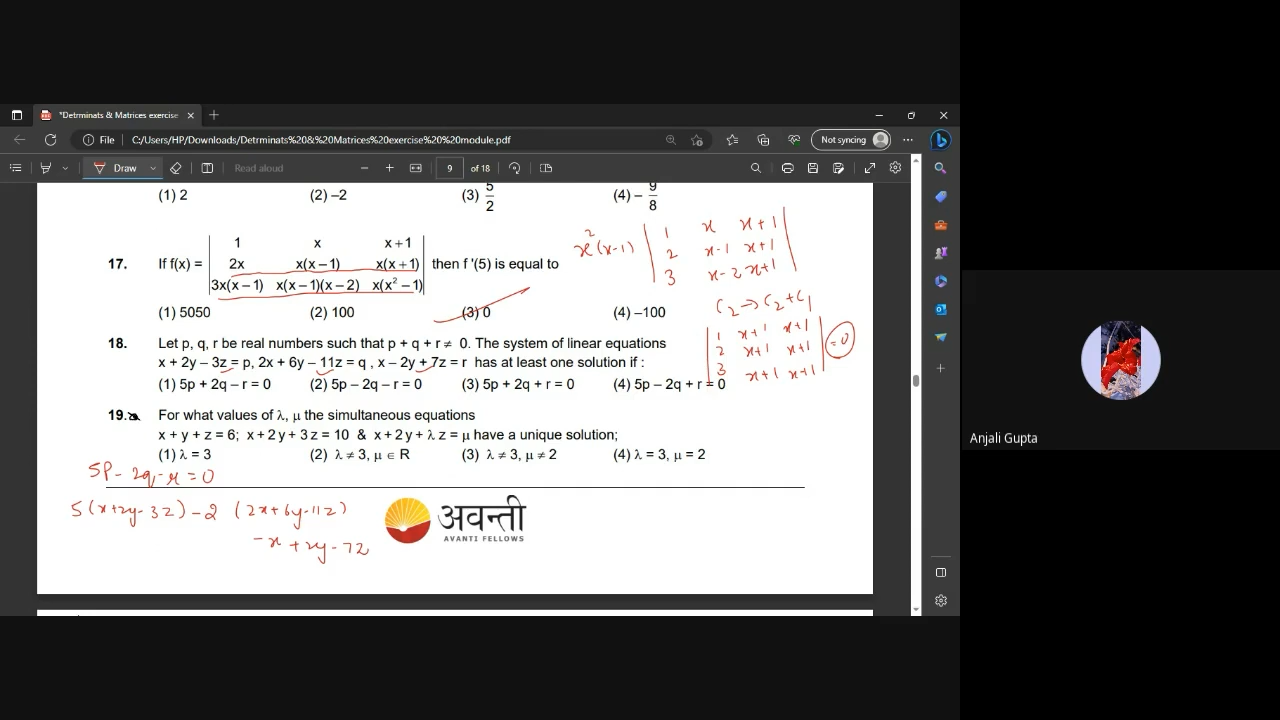 *Detrminats & Matrices exercise
File C:/Users/HP/Downloads/Detrminats%20&%20Matrices%20exercise%20%20module.pdf Not syncing
Draw Read aloud 9 of 18
(1) 2 (2) –2 (3) 5/2 (4) – 9/8
17. If f(x) = | 1 x x+1 |
| 2x x(x – 1) x(x + 1) | then f '(5) is equal to
| 3x(x – 1) x(x – 1)(x – 2) x(x² – 1) |
(1) 5050 (2) 100 (3) 0 (4) –100
x²(x-1) | 1 x x+1 |
| 2 x-1 x+1 |
| 3 x-2 x+1 |
C₂ → C₂+C₁
| 1 x+1 x+1 |
| 2 x+1 x+1 | = 0
| 3 x+1 x+1 |
18. Let p, q, r be real numbers such that p + q + r ≠ 0. The system of linear equations
x + 2y – 3z = p, 2x + 6y – 11z = q , x – 2y + 7z = r has at least one solution if :
(1) 5p + 2q – r = 0 (2) 5p – 2q – r = 0 (3) 5p + 2q + r = 0 (4) 5p – 2q + r = 0
19. For what values of λ, μ the simultaneous equations
x + y + z = 6; x + 2 y + 3 z = 10 & x + 2 y + λ z = μ have a unique solution;
(1) λ = 3 (2) λ ≠ 3, μ ∈ R (3) λ ≠ 3, μ ≠ 2 (4) λ = 3, μ = 2
5p - 2q - r = 0
5(x+2y-3z) - 2 (2x+6y-11z)
-x + 2y - 7z
अवन्ती
AVANTI FELLOWS
Anjali Gupta